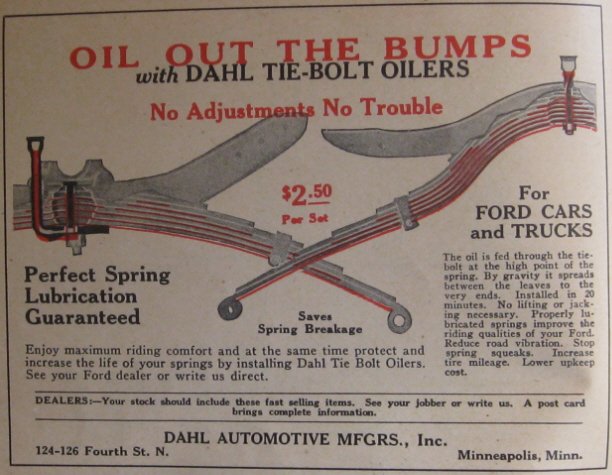 OIL OUT THE BUMPS
with DAHL TIE-BOLT OILERS
No Adjustments No Trouble
$2.50
Per Set
For
FORD CARS
and TRUCKS
Perfect Spring
Lubrication
Guaranteed
Saves
Spring Breakage
The oil is fed through the tie-
bolt at the high point of the
spring. By gravity it spreads
between the leaves to the
very ends. Installed in 20
minutes. No lifting or jack-
ing necessary. Properly lu-
bricated springs improve the
riding qualities of your Ford.
Reduce road vibration. Stop
spring squeaks. Increase
tire mileage. Lower upkeep
cost.
Enjoy maximum riding comfort and at the same time protect and
increase the life of your springs by installing Dahl Tie Bolt Oilers.
See your Ford dealer or write us direct.
DEALERS:—Your stock should include these fast selling items. See your jobber or write us. A post card
brings complete information.
DAHL AUTOMOTIVE MFGRS., Inc.
124-126 Fourth St. N. Minneapolis, Minn.